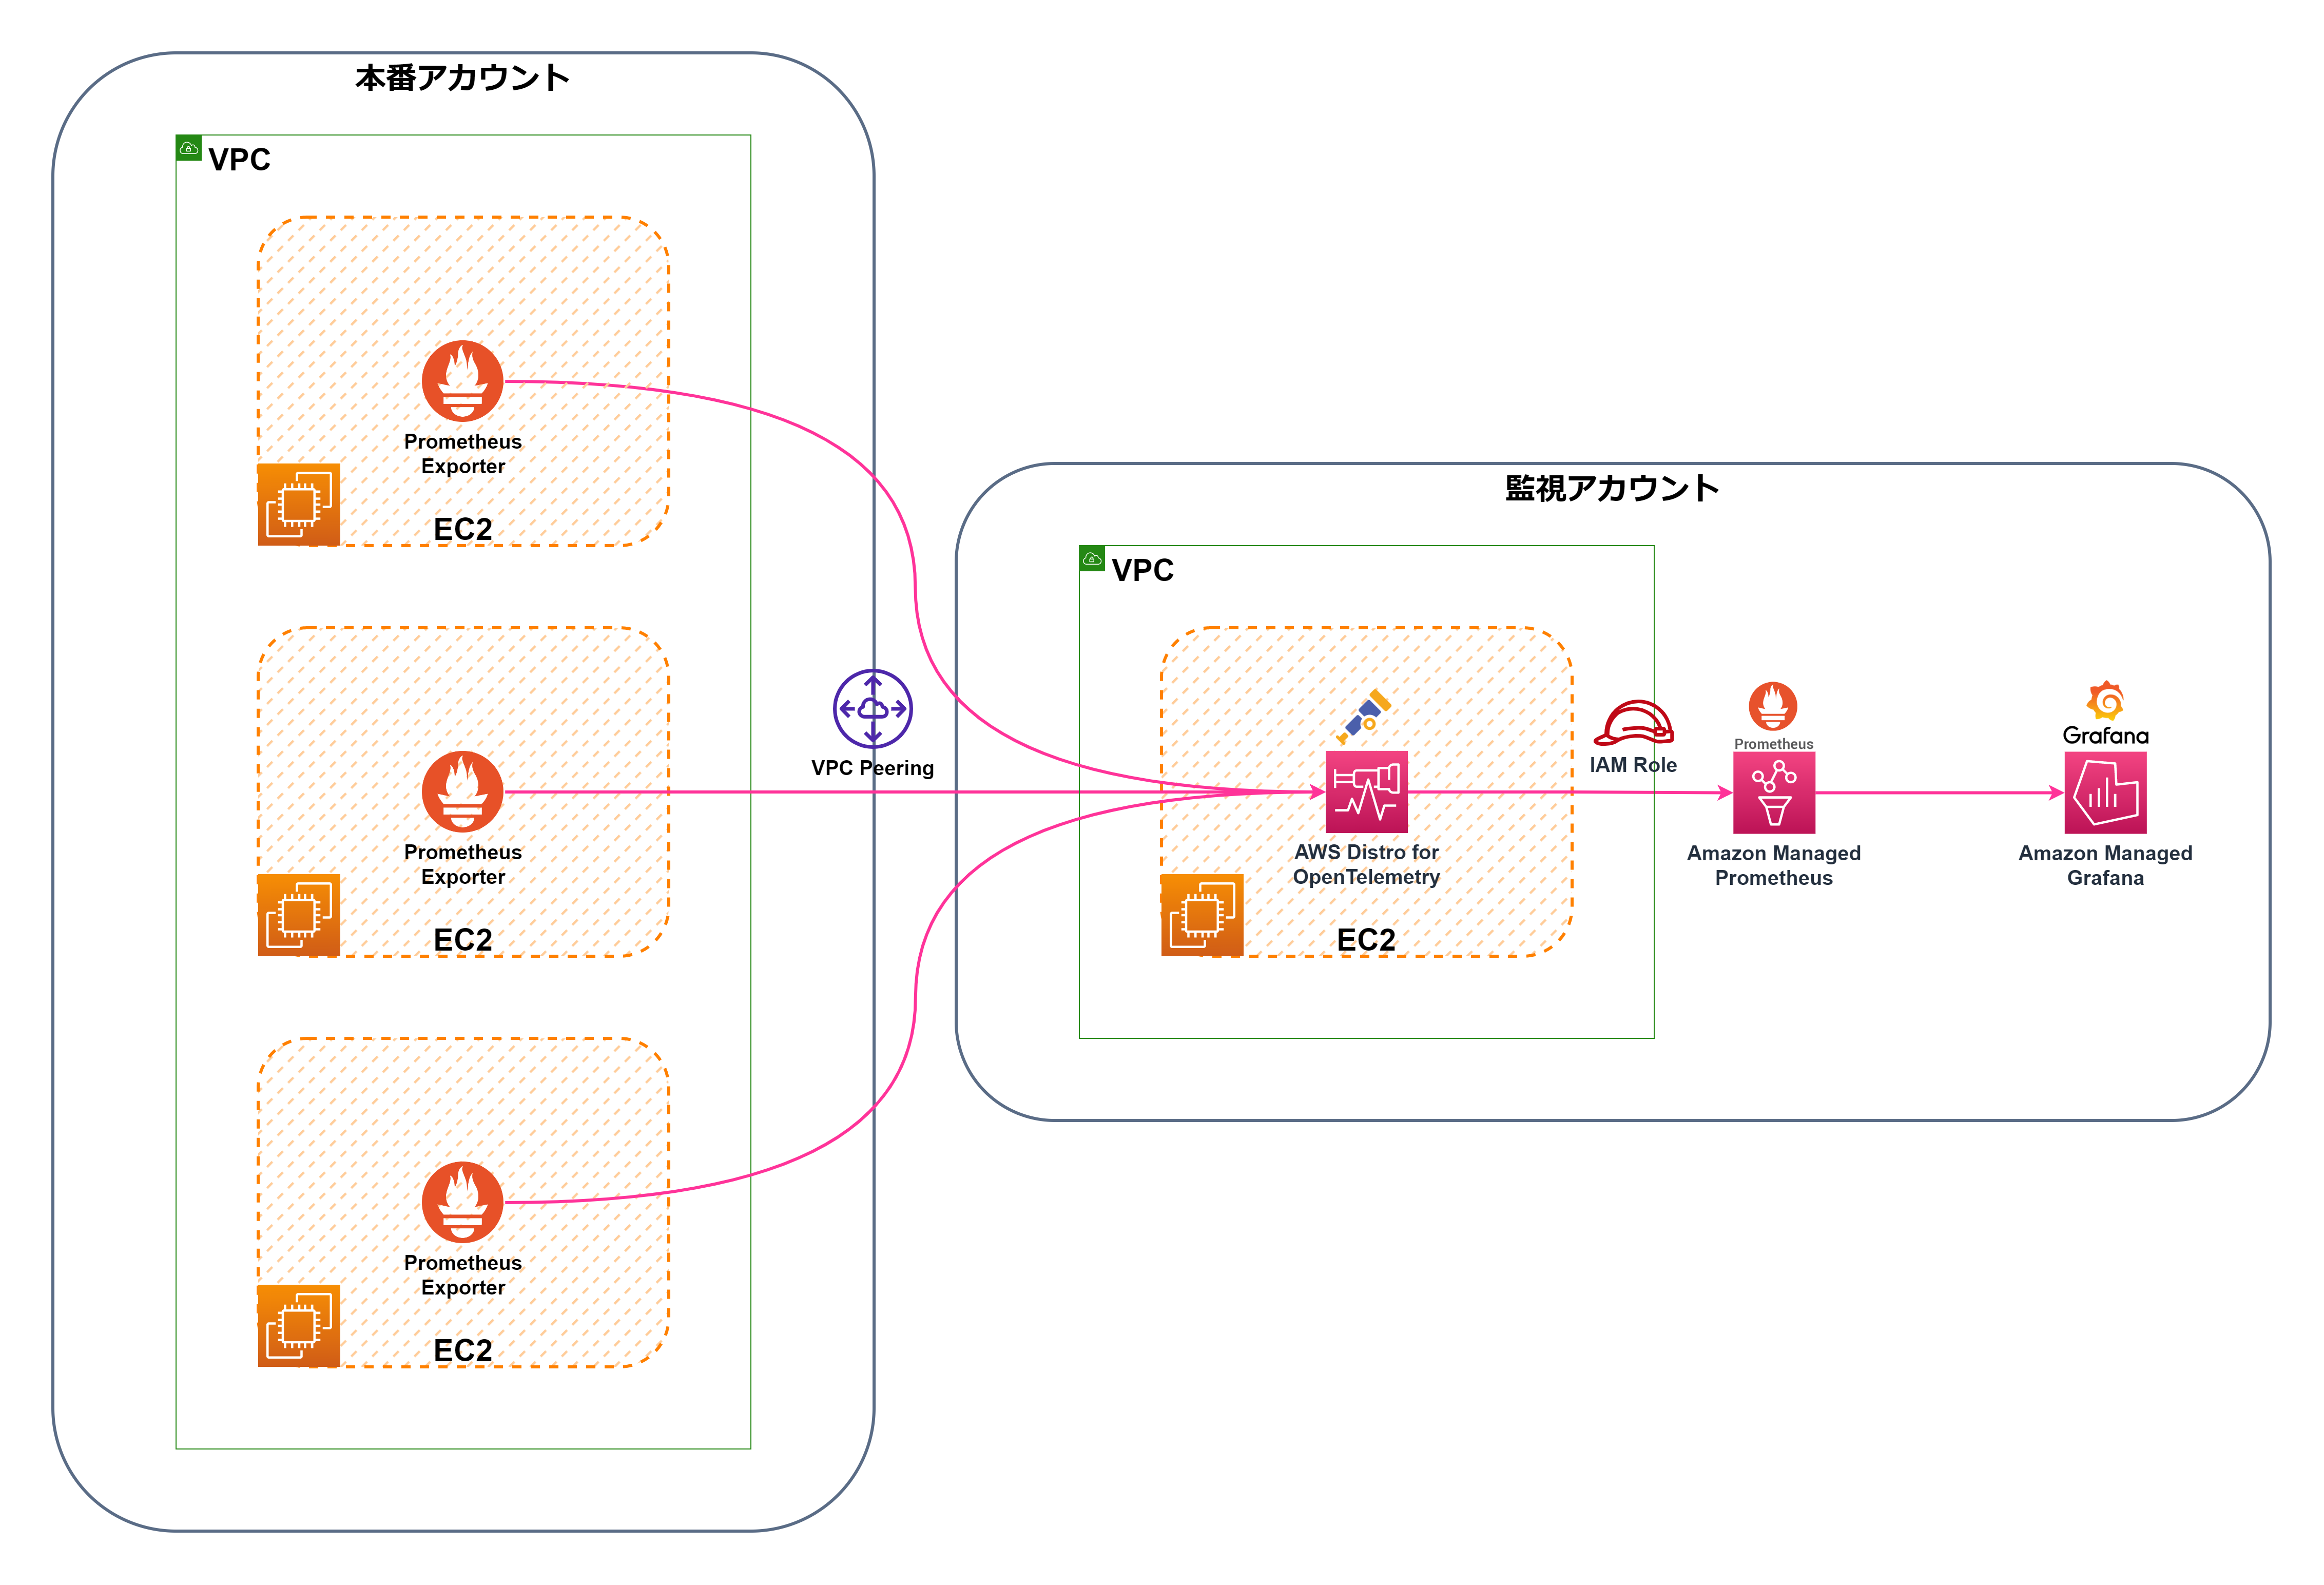 本番アカウント
VPC
Prometheus
Exporter
EC2
Prometheus
Exporter
EC2
Prometheus
Exporter
EC2
VPC Peering
監視アカウント
VPC
AWS Distro for
OpenTelemetry
EC2
IAM Role
Prometheus
Amazon Managed
Prometheus
Grafana
Amazon Managed
Grafana